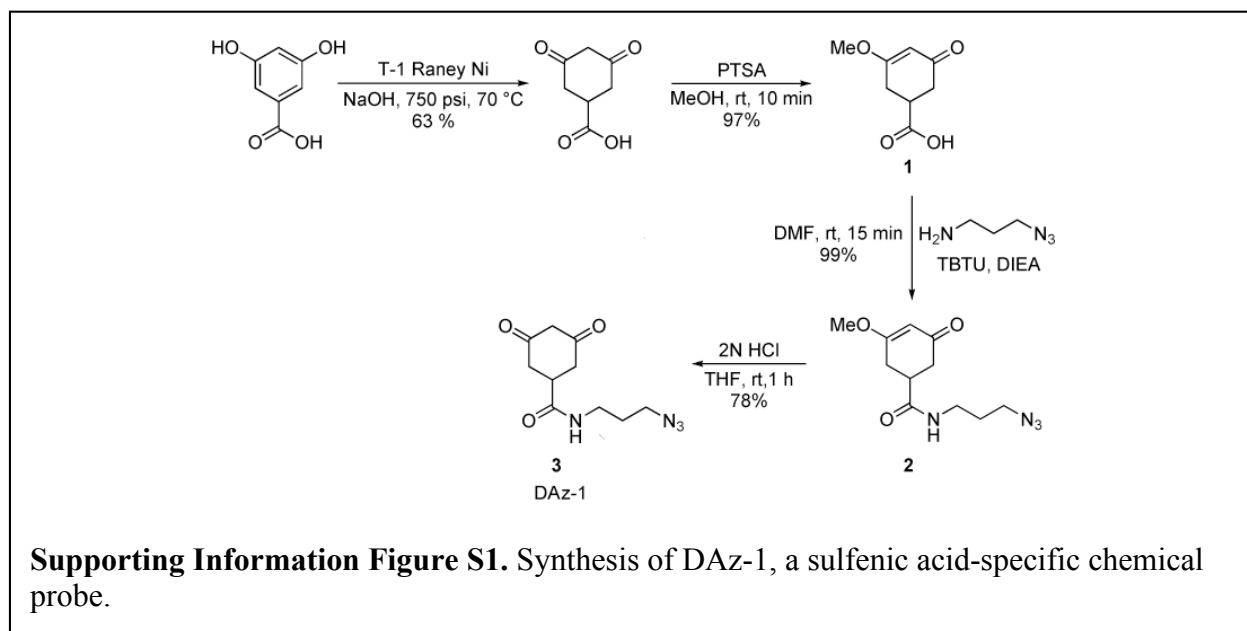 HO OH
O OH
T-1 Raney Ni
NaOH, 750 psi, 70 °C
63 %
O O
O OH
PTSA
MeOH, rt, 10 min
97%
MeO O
O OH
1
DMF, rt, 15 min
99%
H2N N3
TBTU, DIEA
MeO O
O N H N3
2
2N HCl
THF, rt,1 h
78%
O O
O N H N3
3
DAz-1
Supporting Information Figure S1. Synthesis of DAz-1, a sulfenic acid-specific chemical
probe.